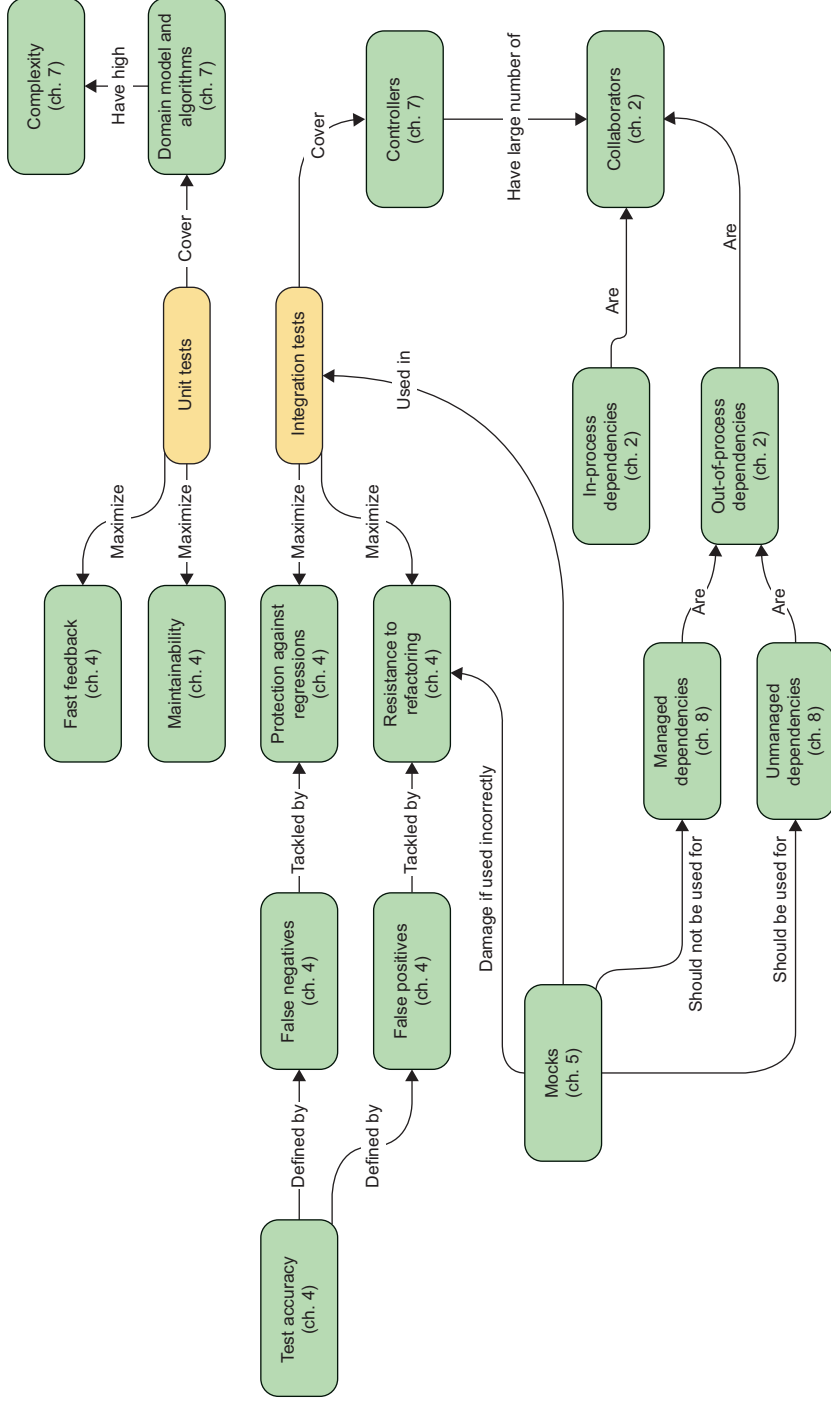 Complexity
(ch. 7)
Have high
Fast feedback
(ch. 4)
Maximize
Domain model and
algorithms
(ch. 7)
Maintainability
(ch. 4)
Maximize
Unit tests
Cover
Test accuracy
(ch. 4)
Defined by
False negatives
(ch. 4)
Tackled by
Protection against
regressions
(ch. 4)
Maximize
Integration tests
Cover
Defined by
False positives
(ch. 4)
Tackled by
Resistance to
refactoring
(ch. 4)
Maximize
Used in
Controllers
(ch. 7)
Damage if used incorrectly
Have large number of
Mocks
(ch. 5)
In-process
dependencies
(ch. 2)
Are
Collaborators
(ch. 2)
Should not be used for
Managed
dependencies
(ch. 8)
Are
Out-of-process
dependencies
(ch. 2)
Are
Should be used for
Unmanaged
dependencies
(ch. 8)
Are